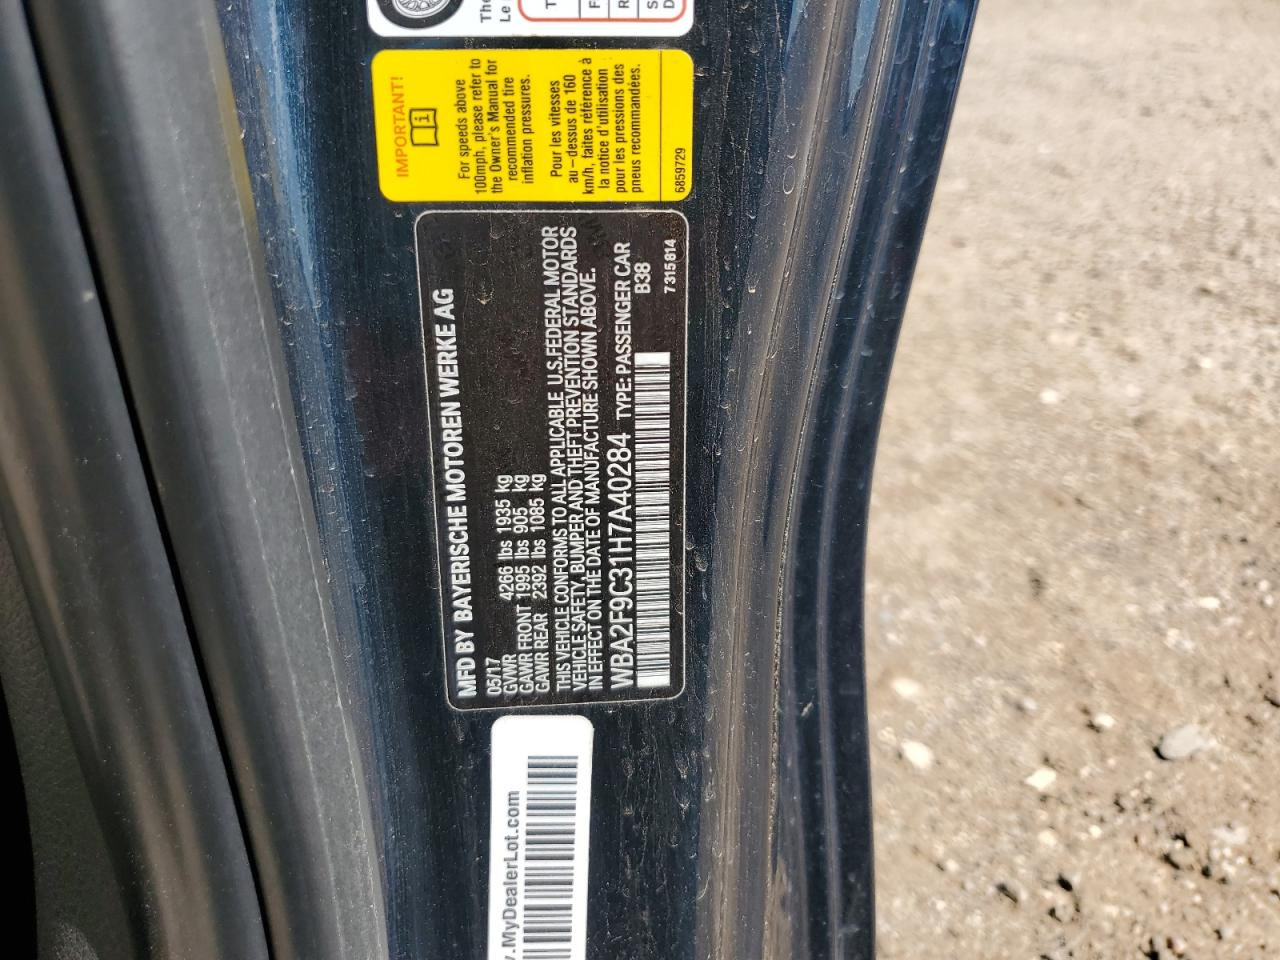 The
Le
T
F
R
S
D
IMPORTANT!
For speeds above
100mph, please refer to
the Owner's Manual for
recommended tire
inflation pressures.
Pour les vitesses
au-dessus de 160
km/h, faites référence à
la notice d'utilisation
pour les pressions des
pneus recommandées.
6859729
MFD BY BAYERISCHE MOTOREN WERKE AG
05/17
GVWR 4266 lbs 1935 kg
GAWR FRONT 1995 lbs 905 kg
GAWR REAR 2392 lbs 1085 kg
THIS VEHICLE CONFORMS TO ALL APPLICABLE U.S.FEDERAL MOTOR
VEHICLE SAFETY, BUMPER AND THEFT PREVENTION STANDARDS
IN EFFECT ON THE DATE OF MANUFACTURE SHOWN ABOVE.
WBA2F9C31H7A40284 TYPE: PASSENGER CAR
B38
7315814
.MyDealerLot.com